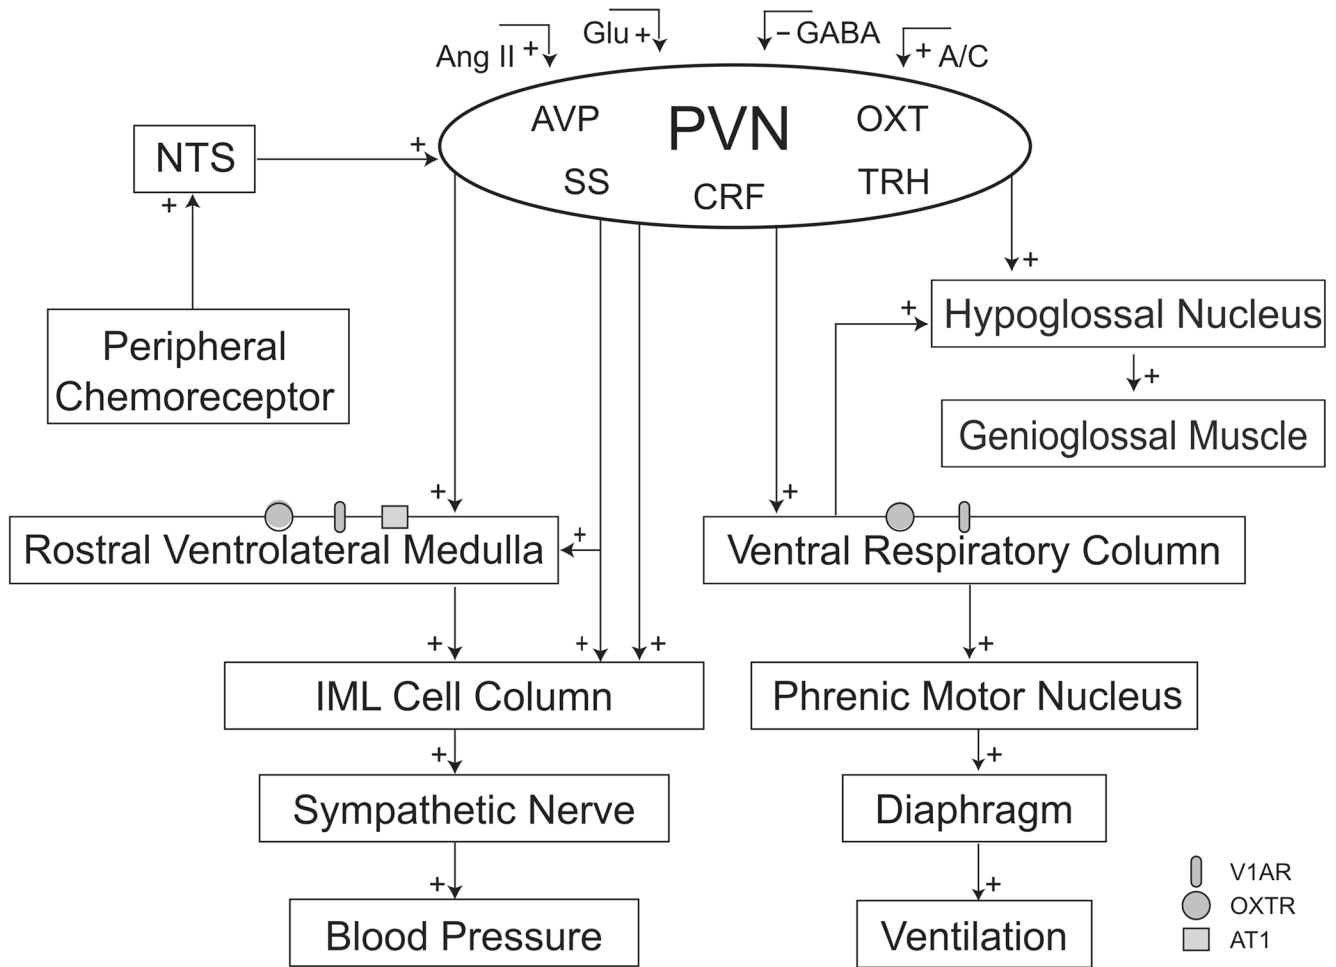 Ang II +
Glu +
− GABA
+ A/C
AVP
PVN
OXT
SS
CRF
TRH
NTS
+
+
Peripheral
Chemoreceptor
+
Hypoglossal Nucleus
+
+
Genioglossal Muscle
+
Rostral Ventrolateral Medulla
+
+
Ventral Respiratory Column
+
+
+
IML Cell Column
+
Phrenic Motor Nucleus
+
Sympathetic Nerve
+
Diaphragm
+
Blood Pressure
+
Ventilation
V1AR
OXTR
AT1